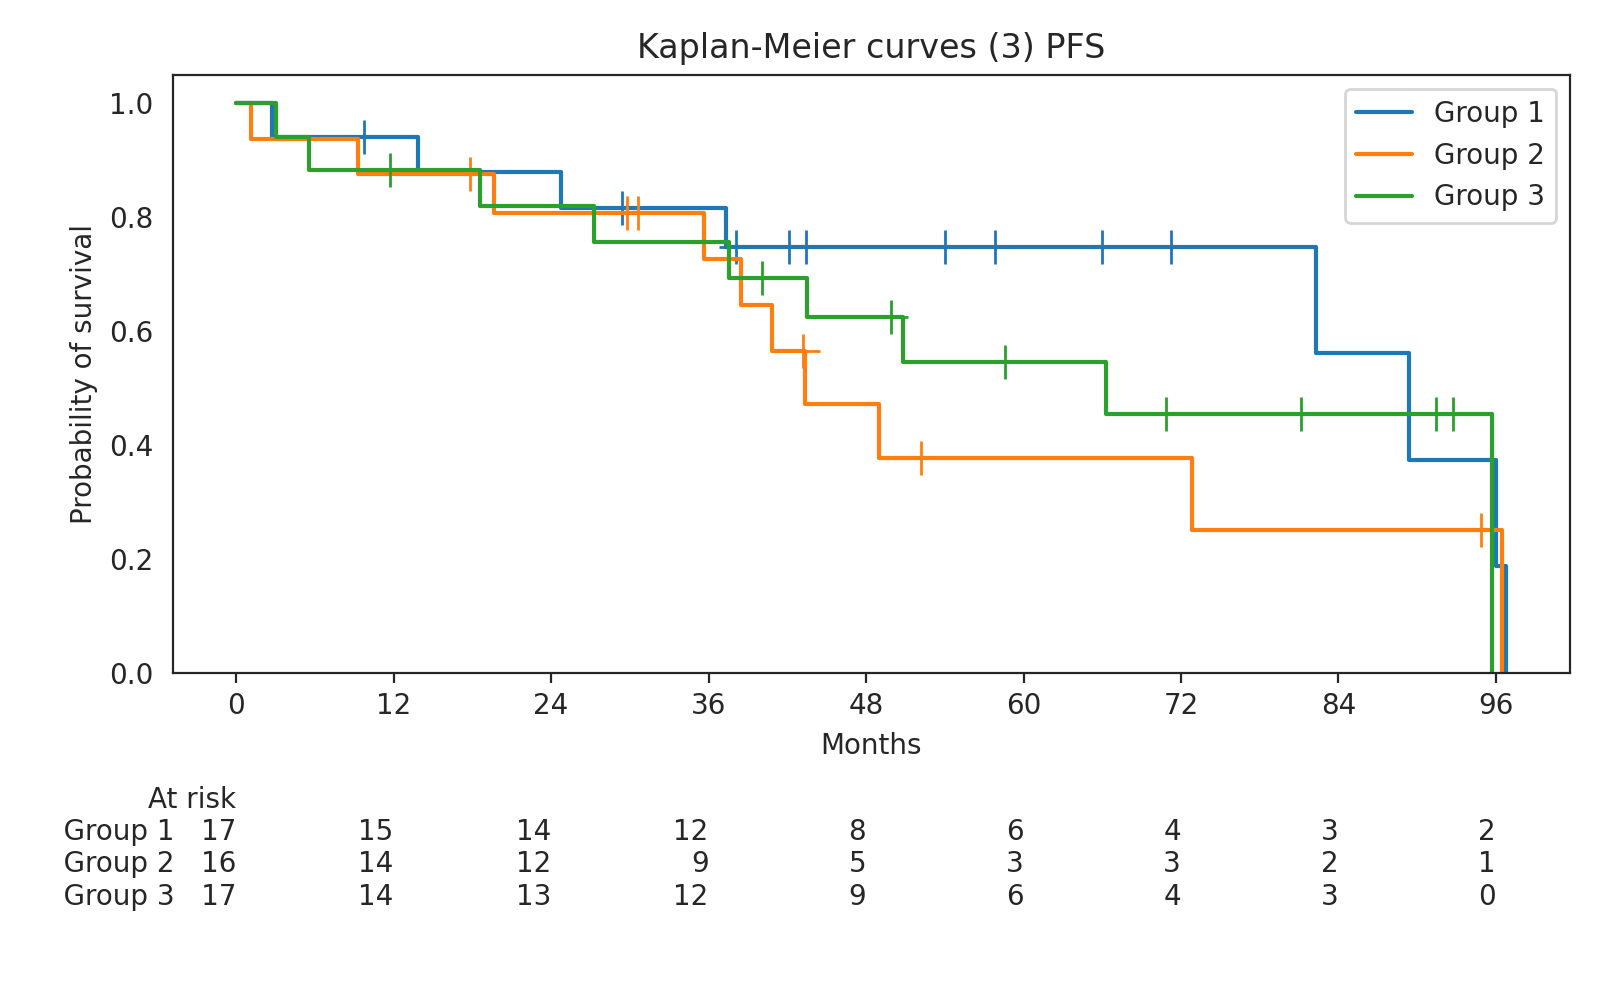 Kaplan-Meier curves (3) PFS
1.0
0.8
0.6
0.4
0.2
0.0
Probability of survival
Group 1
Group 2
Group 3
0 12 24 36 48 60 72 84 96
Months
At risk
Group 1 17 15 14 12 8 6 4 3 2
Group 2 16 14 12 9 5 3 3 2 1
Group 3 17 14 13 12 9 6 4 3 0